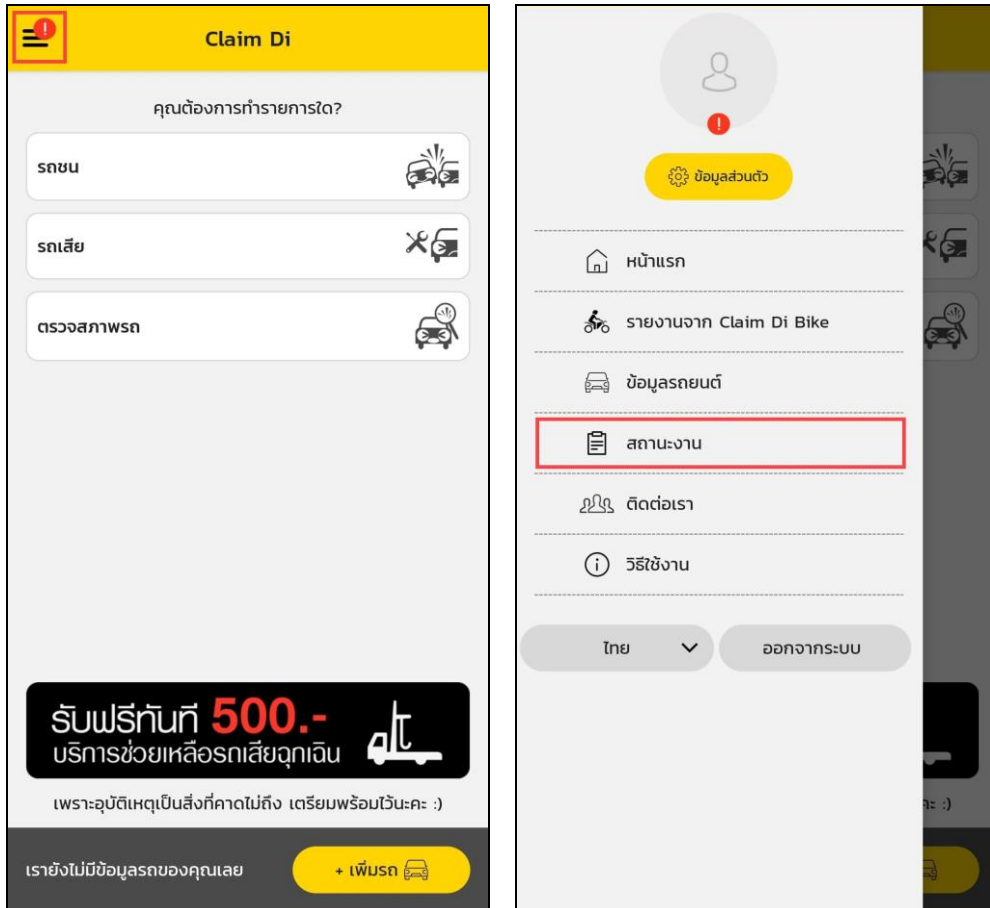 Claim Di
คุณต้องการทำรายการใด?
รถชน
รถเสีย
ตรวจสภาพรถ
รับฟรีทันที 500.-
บริการช่วยเหลือรถเสียฉุกเฉิน
เพราะอุบัติเหตุเป็นสิ่งที่คาดไม่ถึง เตรียมพร้อมไว้นะคะ :)
เรายังไม่มีข้อมูลรถของคุณเลย
+ เพิ่มรถ
ข้อมูลส่วนตัว
หน้าแรก
รายงานจาก Claim Di Bike
ข้อมูลรถยนต์
สถานะงาน
ติดต่อเรา
วิธีใช้งาน
ไทย
ออกจากระบบ
คะ :)